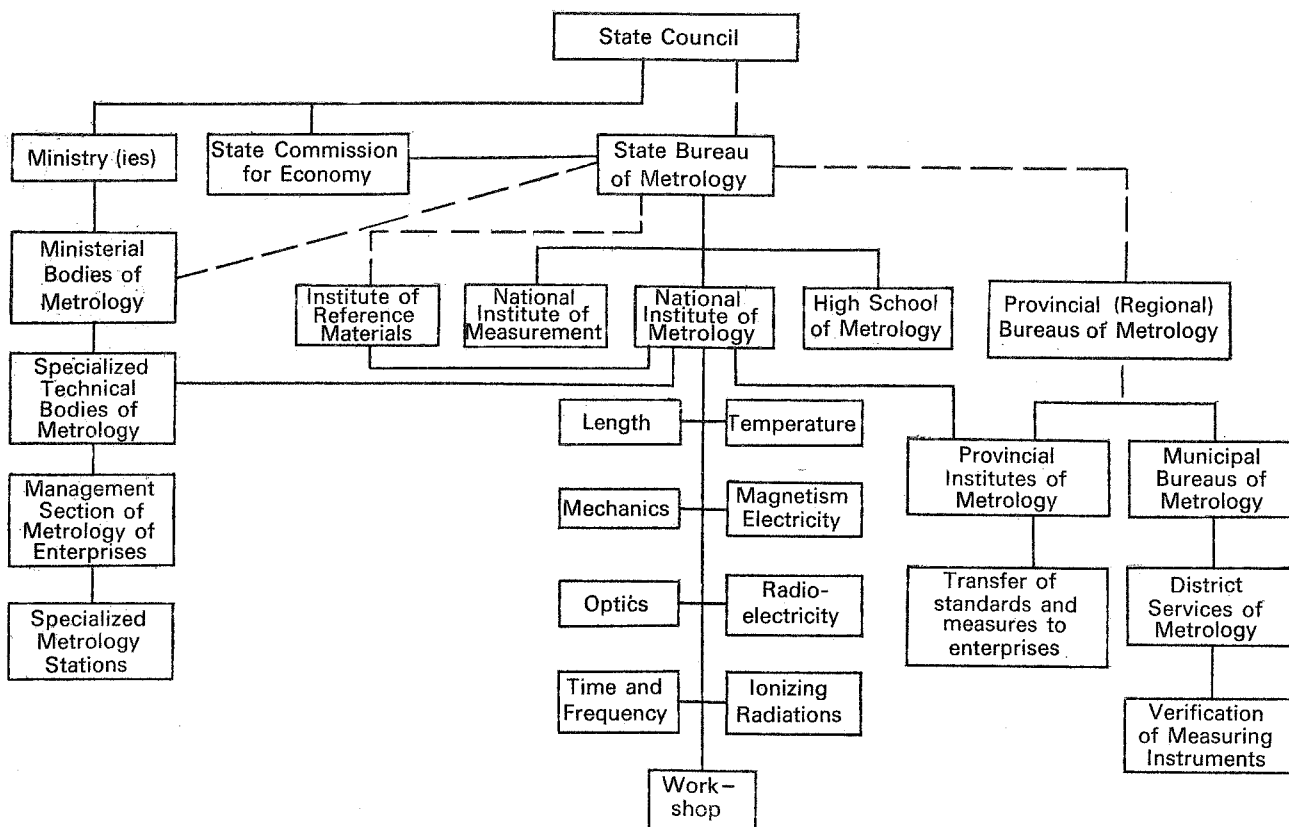 State Council
Ministry (ies)
State Commission
for Economy
State Bureau
of Metrology
Ministerial
Bodies of
Metrology
Institute of
Reference
Materials
National
Institute of
Measurement
National
Institute of
Metrology
High School
of Metrology
Provincial (Regional)
Bureaus of Metrology
Specialized
Technical
Bodies of
Metrology
Length
Temperature
Provincial
Institutes of
Metrology
Municipal
Bureaus of
Metrology
Management
Section of
Metrology of
Enterprises
Mechanics
Magnetism
Electricity
Optics
Radio-
electricity
Transfer of
standards and
measures to
enterprises
District
Services of
Metrology
Specialized
Metrology
Stations
Time and
Frequency
Ionizing
Radiations
Verification
of Measuring
Instruments
Work-
shop